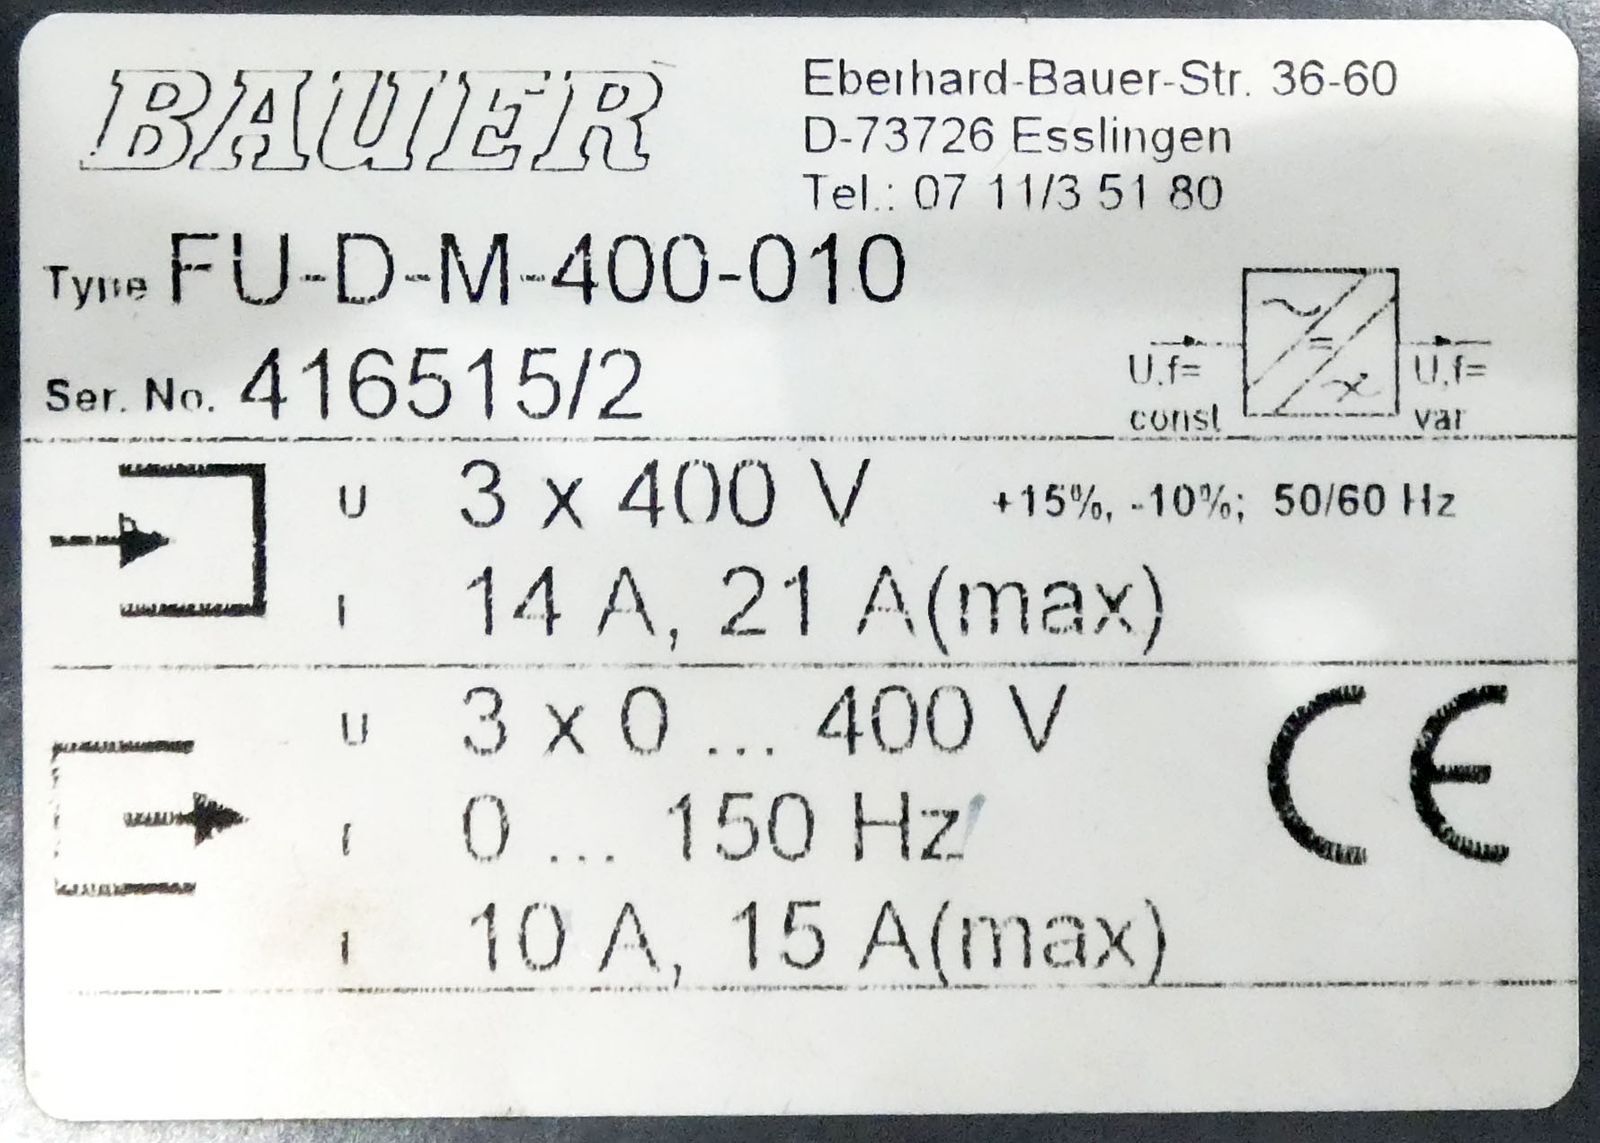 BAUER
Eberhard-Bauer-Str. 36-60
D-73726 Esslingen
Tel.: 07 11/3 51 80
Type FU-D-M-400-010
Ser. No. 416515/2
U,f= const
= 
U,f= var
U 3 x 400 V +15%, -10%; 50/60 Hz
I 14 A, 21 A(max)
U 3 x 0 ... 400 V
f 0 ... 150 Hz
I 10 A, 15 A(max)
CE